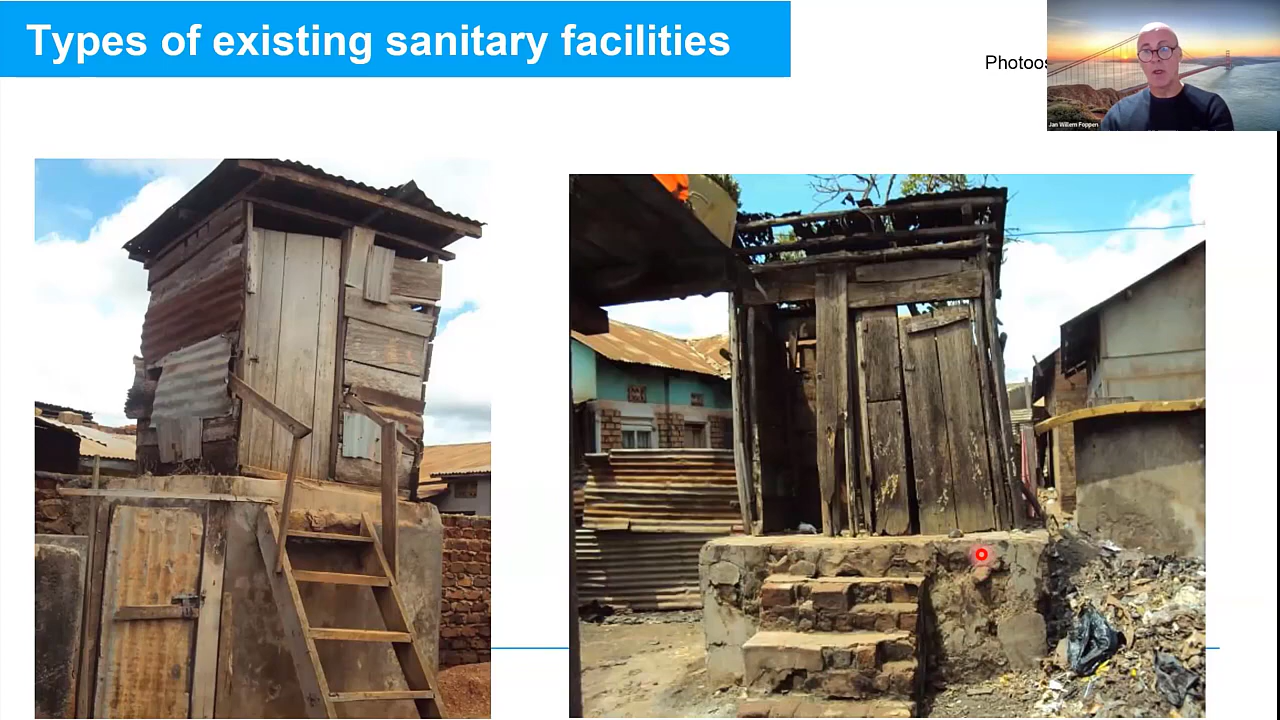 Types of existing sanitary facilities
Photoos
Jan Willem Foppen